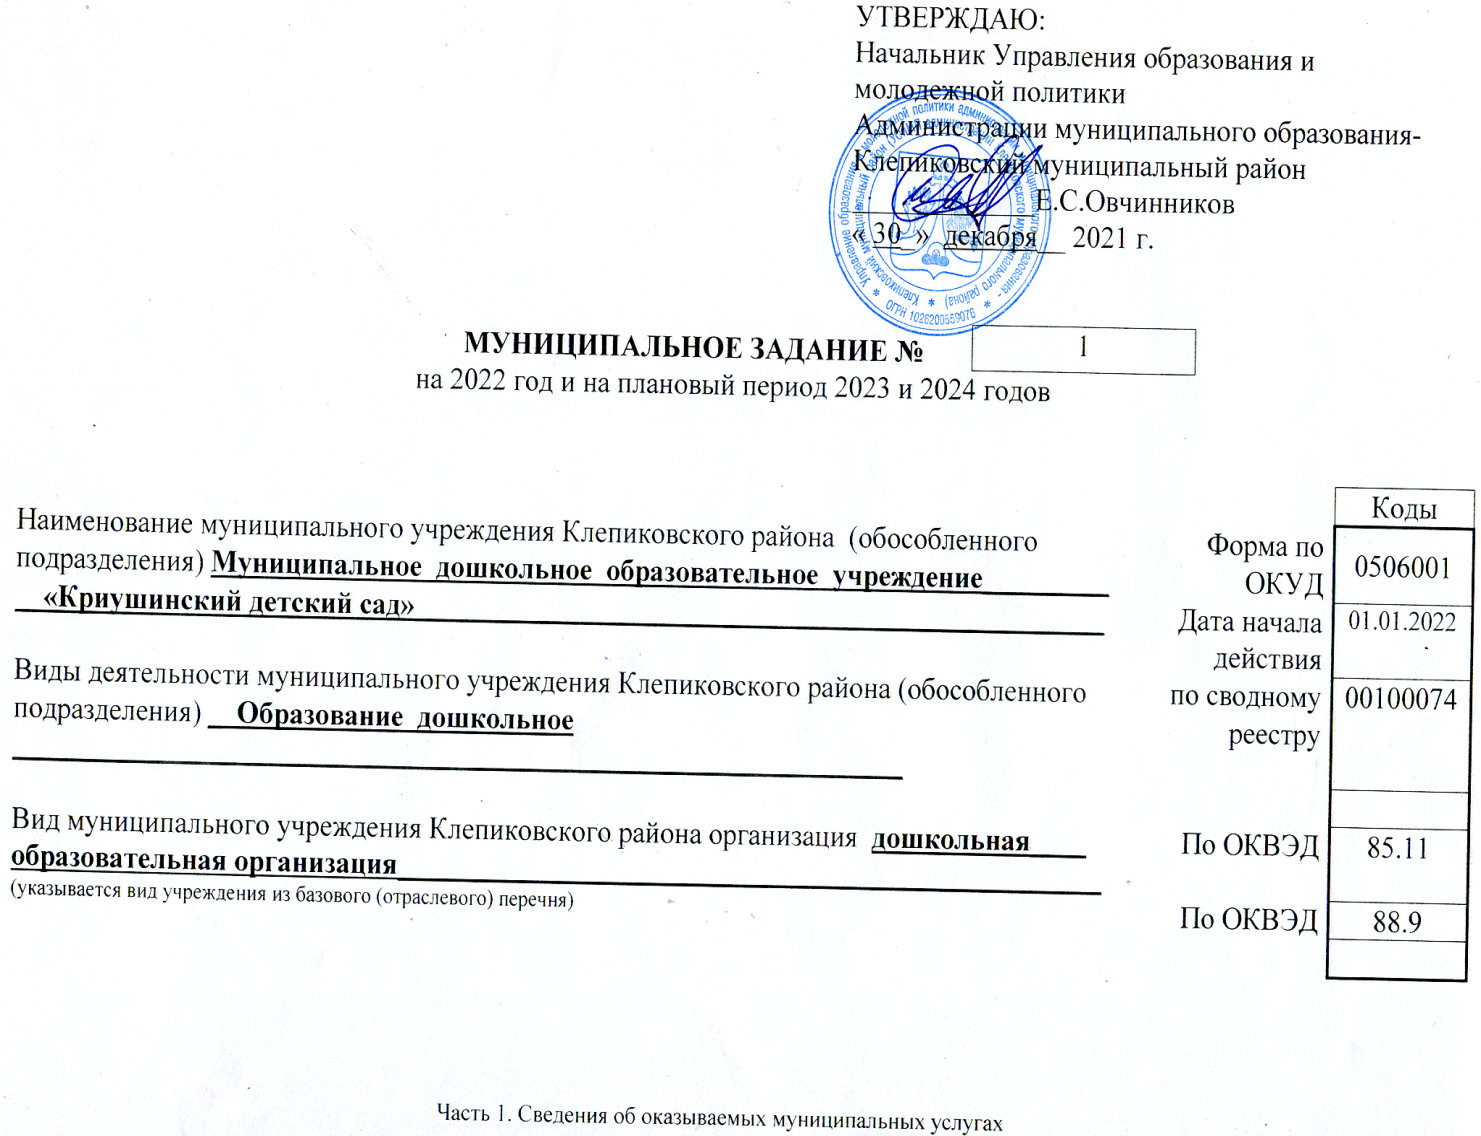 УТВЕРЖДАЮ:
Начальник Управления образования и
молодежной политики
Администрации муниципального образования-
Клепиковский муниципальный район
Е.С.Овчинников
« 30 » декабря 2021 г.
ОГРН 1026200559076
МУНИЦИПАЛЬНОЕ ЗАДАНИЕ № 1
на 2022 год и на плановый период 2023 и 2024 годов
Коды
Наименование муниципального учреждения Клепиковского района (обособленного
подразделения) Муниципальное дошкольное образовательное учреждение
«Криушинский детский сад»
Форма по
ОКУД
0506001
Дата начала
действия
01.01.2022
Виды деятельности муниципального учреждения Клепиковского района (обособленного
подразделения) Образование дошкольное
по сводному
реестру
00100074
Вид муниципального учреждения Клепиковского района организация дошкольная
образовательная организация
(указывается вид учреждения из базового (отраслевого) перечня)
По ОКВЭД
85.11
По ОКВЭД
88.9
Часть 1. Сведения об оказываемых муниципальных услугах